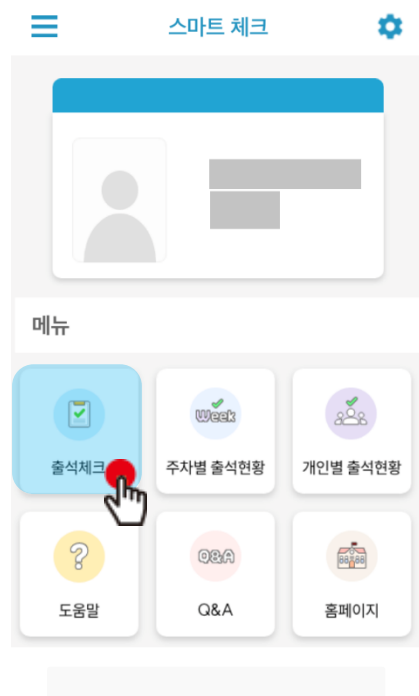 스마트 체크
메뉴
출석체크
Week
주차별 출석현황
개인별 출석현황
?
도움말
Q&A
Q&A
홈페이지